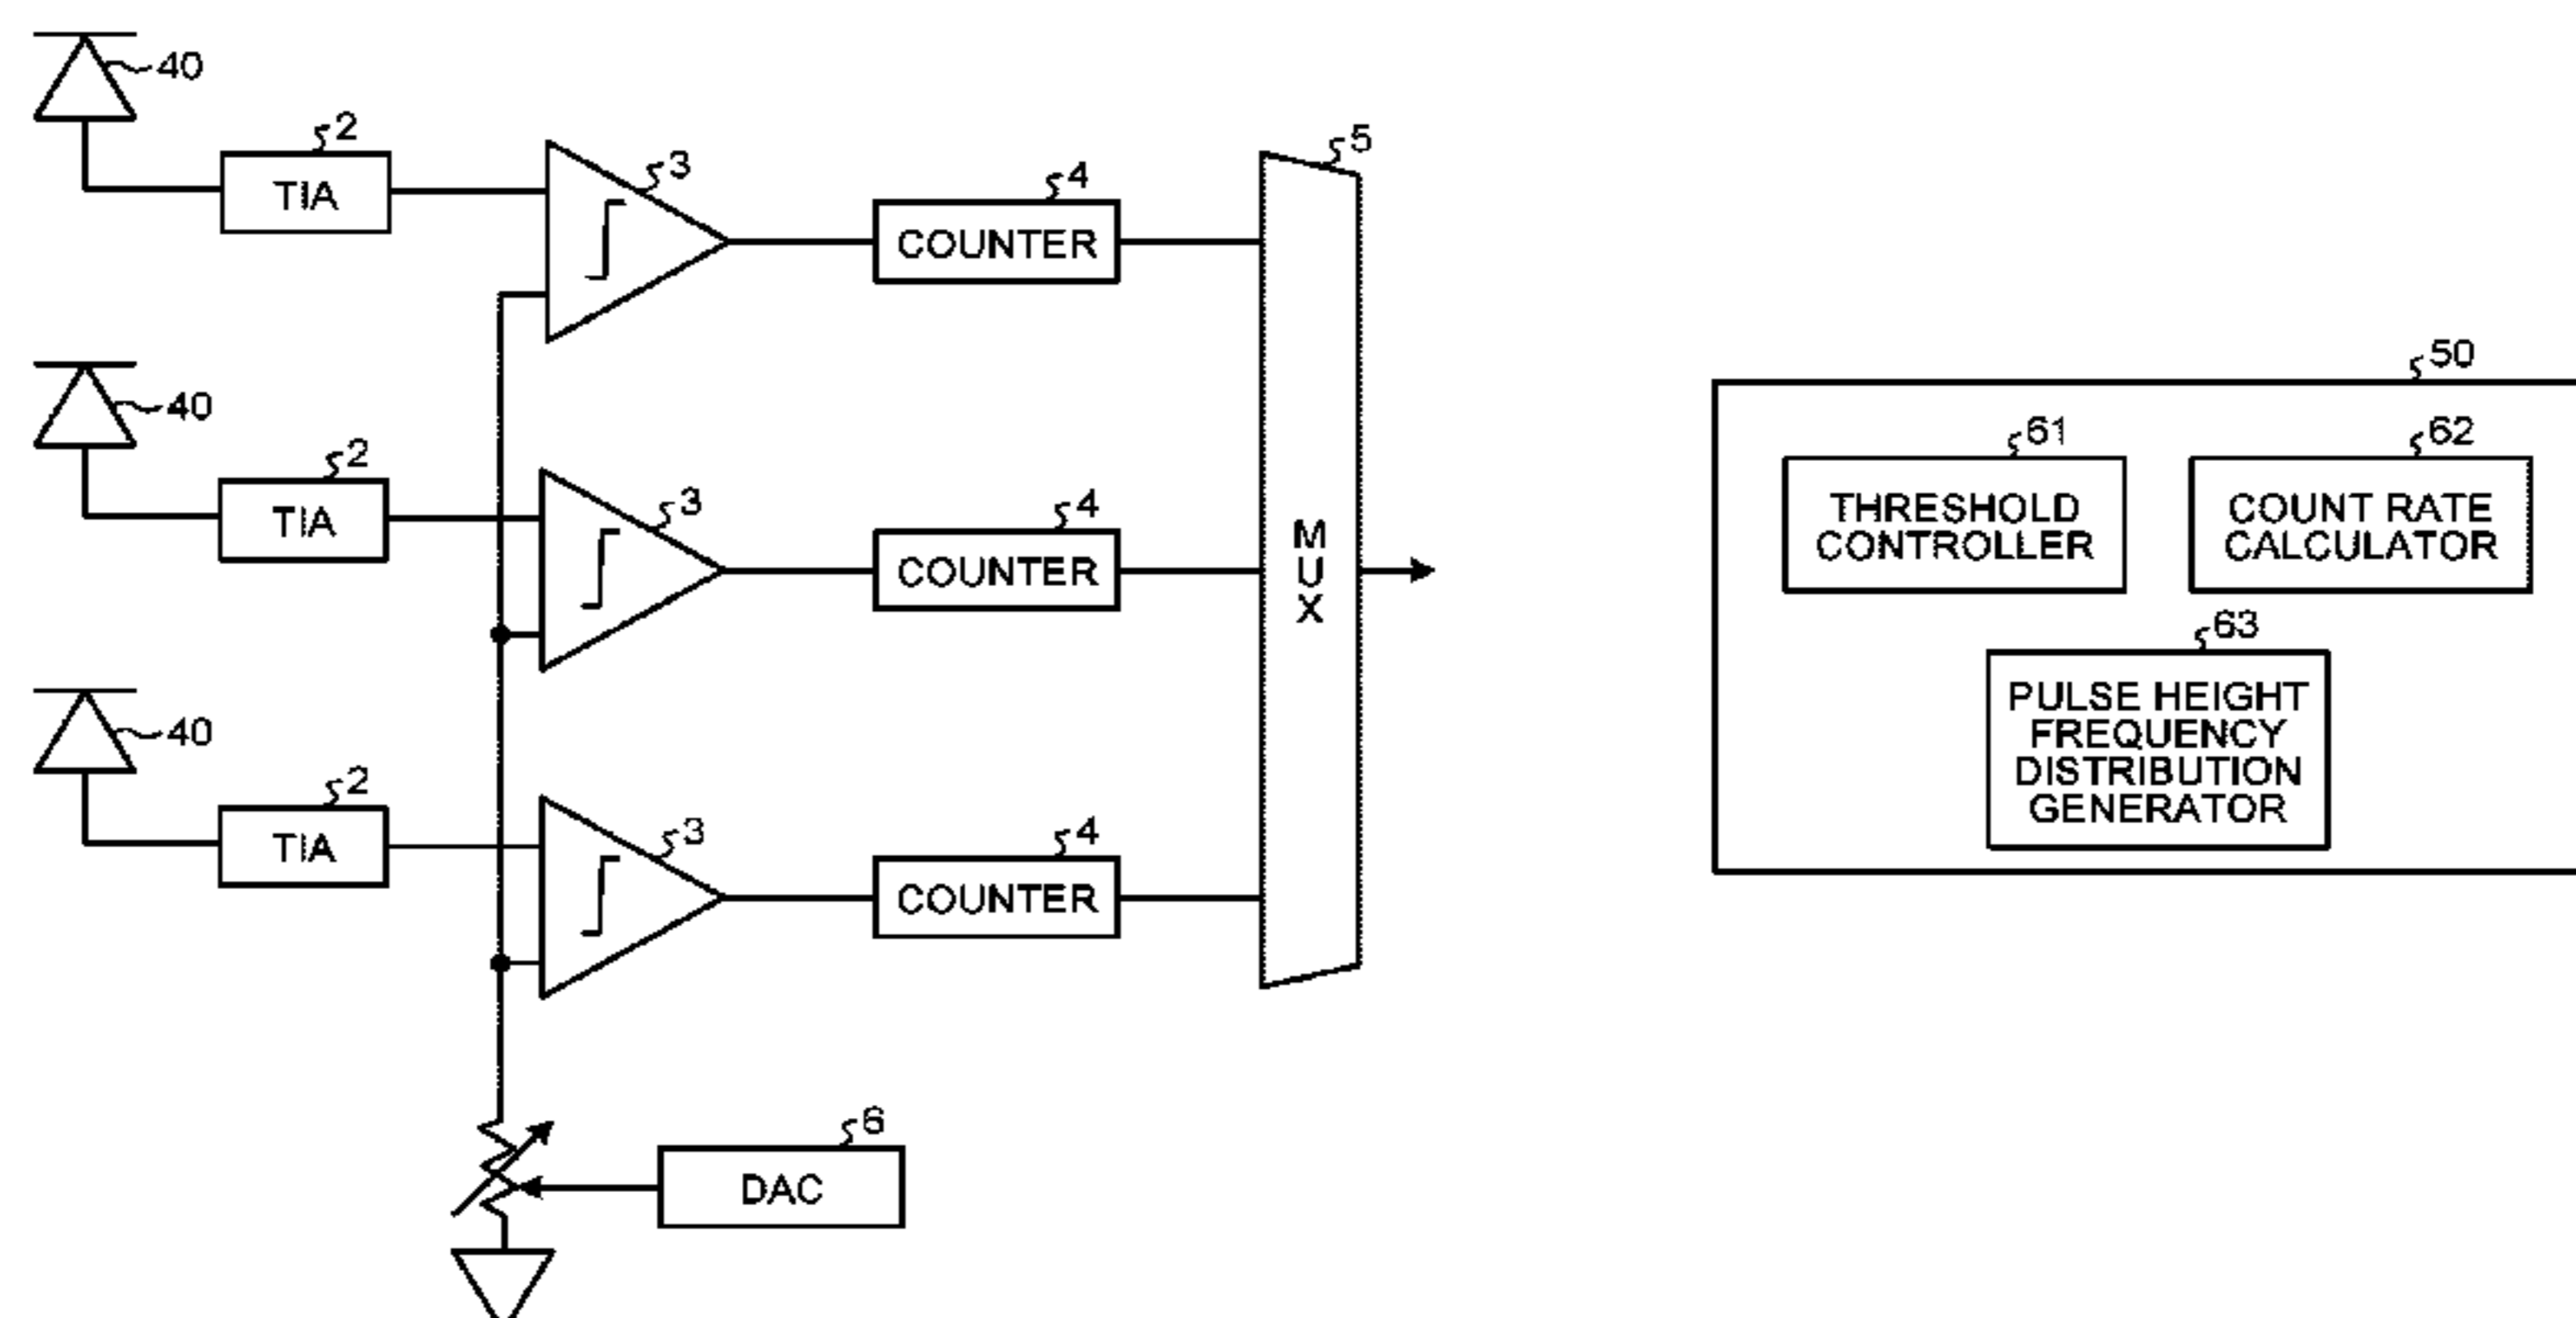 40
2
TIA
3
4
COUNTER
5
40
2
TIA
3
4
COUNTER
M
U
X
40
2
TIA
3
4
COUNTER
6
DAC
50
61
THRESHOLD
CONTROLLER
62
COUNT RATE
CALCULATOR
63
PULSE HEIGHT
FREQUENCY
DISTRIBUTION
GENERATOR